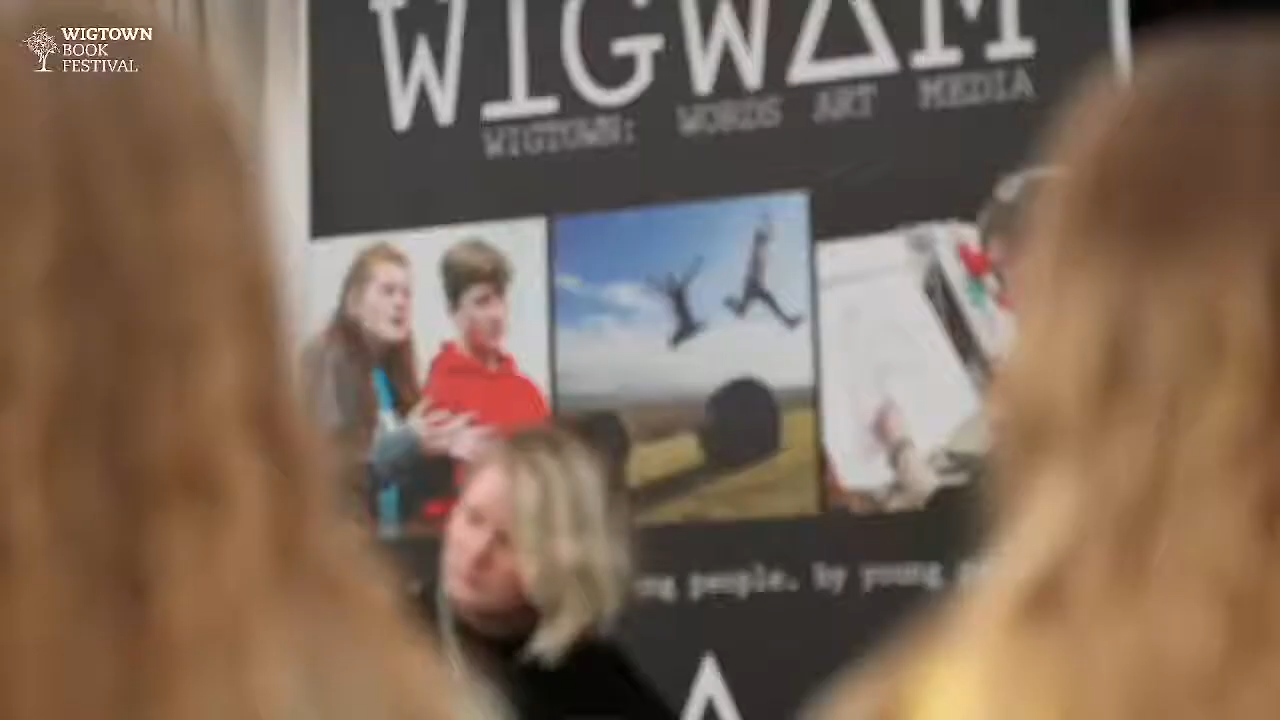 WIGTOWN
BOOK
FESTIVAL
WIGWAM
WIGTOWN: WORDS ART MEDIA
people. by young